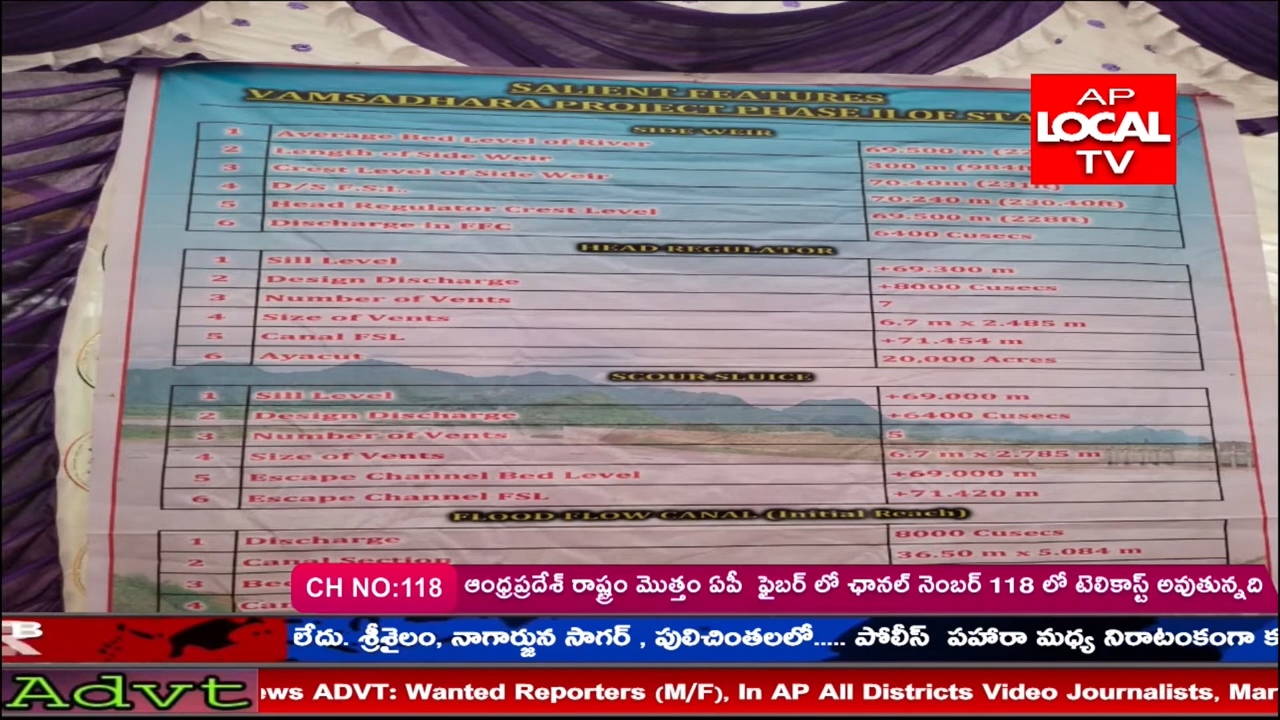 SALIENT FEATURES
VAMSADHARA PROJECT PHASE II OF STA
AP
LOCAL
TV
SIDE WEIR
1 Average Bed Level of River 69.500 m
2 Length of Side Weir 300 m (984ft)
3 Crest Level of Side Weir 70.40m (231ft)
4 D/S F.S.L. 70.240 m (230.40ft)
5 Head Regulator Crest Level 69.500 m (228ft)
6 Discharge in FFC 6400 Cusecs
HEAD REGULATOR
1 Sill Level +69.300 m
2 Design Discharge +8000 Cusecs
3 Number of Vents 7
4 Size of Vents 6.7 m x 2.485 m
5 Canal FSL +71.454 m
6 Ayacut 20,000 Acres
SCOUR SLUICE
1 Sill Level +69.000 m
2 Design Discharge +6400 Cusecs
3 Number of Vents 5
4 Size of Vents 6.7 m x 2.785 m
5 Escape Channel Bed Level +69.000 m
6 Escape Channel FSL +71.420 m
FLOOD FLOW CANAL (Initial Reach)
1 Discharge 8000 Cusecs
2 Canal Section 36.50 m x 5.084 m
3 Bed
4 Can
CH NO:118 ఆంధ్రప్రదేశ్ రాష్ట్రం మొత్తం ఏపీ ఫైబర్ లో ఛానల్ నెంబర్ 118 లో టెలికాస్ట్ అవుతున్నది
లేదు. శ్రీశైలం, నాగార్జున సాగర్ , పులిచింతలలో..... పోలీస్ పహారా మధ్య నిరాటంకంగా క
Advt ws ADVT: Wanted Reporters (M/F), In AP All Districts Video Journalists, Mar